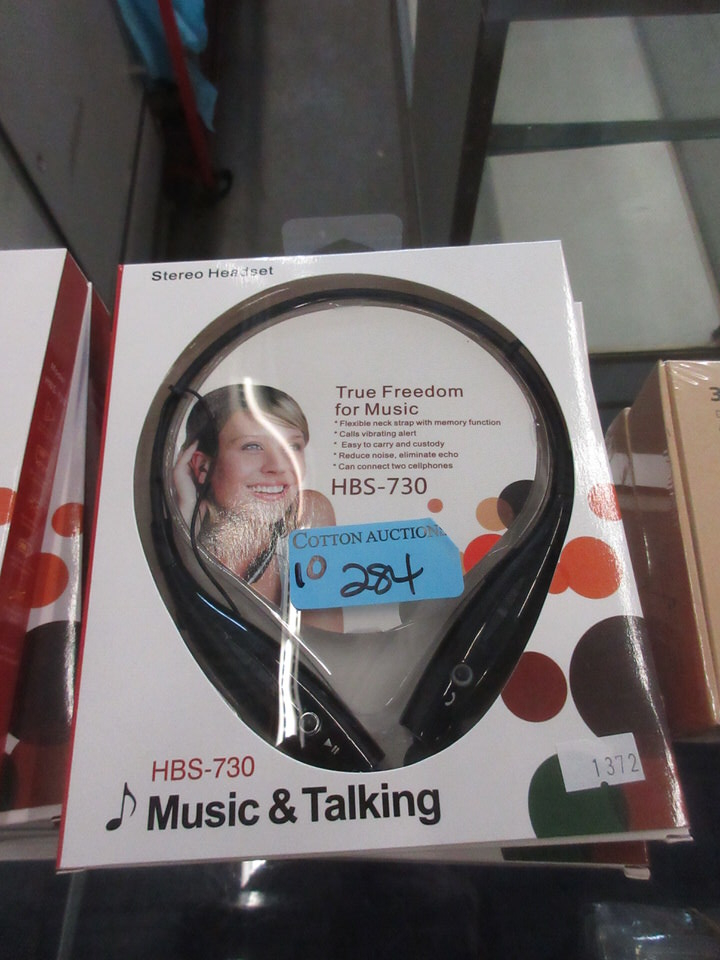 Stereo Headset
True Freedom
for Music
* Flexible neck strap with memory function
* Calls vibrating alert
* Easy to carry and custody
* Reduce noise, eliminate echo
* Can connect two cellphones
HBS-730
COTTON AUCTION
10 284
HBS-730
Music & Talking
1372
3